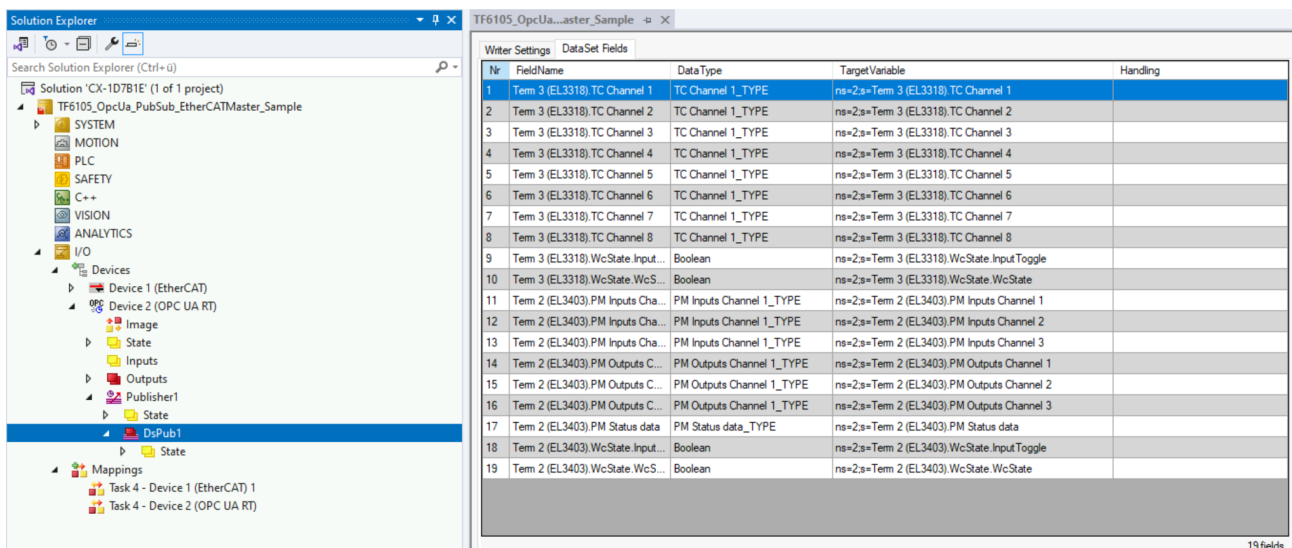 Solution Explorer
Search Solution Explorer (Ctrl+ü)
Solution 'CX-1D7B1E' (1 of 1 project)
TF6105_OpcUa_PubSub_EtherCATMaster_Sample
SYSTEM
MOTION
PLC
SAFETY
C++
VISION
ANALYTICS
I/O
Devices
Device 1 (EtherCAT)
Device 2 (OPC UA RT)
Image
State
Inputs
Outputs
Publisher1
State
DsPub1
State
Mappings
Task 4 - Device 1 (EtherCAT) 1
Task 4 - Device 2 (OPC UA RT)
TF6105_OpcUa...aster_Sample
Writer Settings DataSet Fields
Nr FieldName DataType TargetVariable Handling
1 Term 3 (EL3318).TC Channel 1 TC Channel 1_TYPE ns=2;s=Term 3 (EL3318).TC Channel 1
2 Term 3 (EL3318).TC Channel 2 TC Channel 1_TYPE ns=2;s=Term 3 (EL3318).TC Channel 2
3 Term 3 (EL3318).TC Channel 3 TC Channel 1_TYPE ns=2;s=Term 3 (EL3318).TC Channel 3
4 Term 3 (EL3318).TC Channel 4 TC Channel 1_TYPE ns=2;s=Term 3 (EL3318).TC Channel 4
5 Term 3 (EL3318).TC Channel 5 TC Channel 1_TYPE ns=2;s=Term 3 (EL3318).TC Channel 5
6 Term 3 (EL3318).TC Channel 6 TC Channel 1_TYPE ns=2;s=Term 3 (EL3318).TC Channel 6
7 Term 3 (EL3318).TC Channel 7 TC Channel 1_TYPE ns=2;s=Term 3 (EL3318).TC Channel 7
8 Term 3 (EL3318).TC Channel 8 TC Channel 1_TYPE ns=2;s=Term 3 (EL3318).TC Channel 8
9 Term 3 (EL3318).WcState.Input... Boolean ns=2;s=Term 3 (EL3318).WcState.InputToggle
10 Term 3 (EL3318).WcState.WcS... Boolean ns=2;s=Term 3 (EL3318).WcState.WcState
11 Term 2 (EL3403).PM Inputs Cha... PM Inputs Channel 1_TYPE ns=2;s=Term 2 (EL3403).PM Inputs Channel 1
12 Term 2 (EL3403).PM Inputs Cha... PM Inputs Channel 1_TYPE ns=2;s=Term 2 (EL3403).PM Inputs Channel 2
13 Term 2 (EL3403).PM Inputs Cha... PM Inputs Channel 1_TYPE ns=2;s=Term 2 (EL3403).PM Inputs Channel 3
14 Term 2 (EL3403).PM Outputs C... PM Outputs Channel 1_TYPE ns=2;s=Term 2 (EL3403).PM Outputs Channel 1
15 Term 2 (EL3403).PM Outputs C... PM Outputs Channel 1_TYPE ns=2;s=Term 2 (EL3403).PM Outputs Channel 2
16 Term 2 (EL3403).PM Outputs C... PM Outputs Channel 1_TYPE ns=2;s=Term 2 (EL3403).PM Outputs Channel 3
17 Term 2 (EL3403).PM Status data PM Status data_TYPE ns=2;s=Term 2 (EL3403).PM Status data
18 Term 2 (EL3403).WcState.Input... Boolean ns=2;s=Term 2 (EL3403).WcState.InputToggle
19 Term 2 (EL3403).WcState.WcS... Boolean ns=2;s=Term 2 (EL3403).WcState.WcState
19 fields